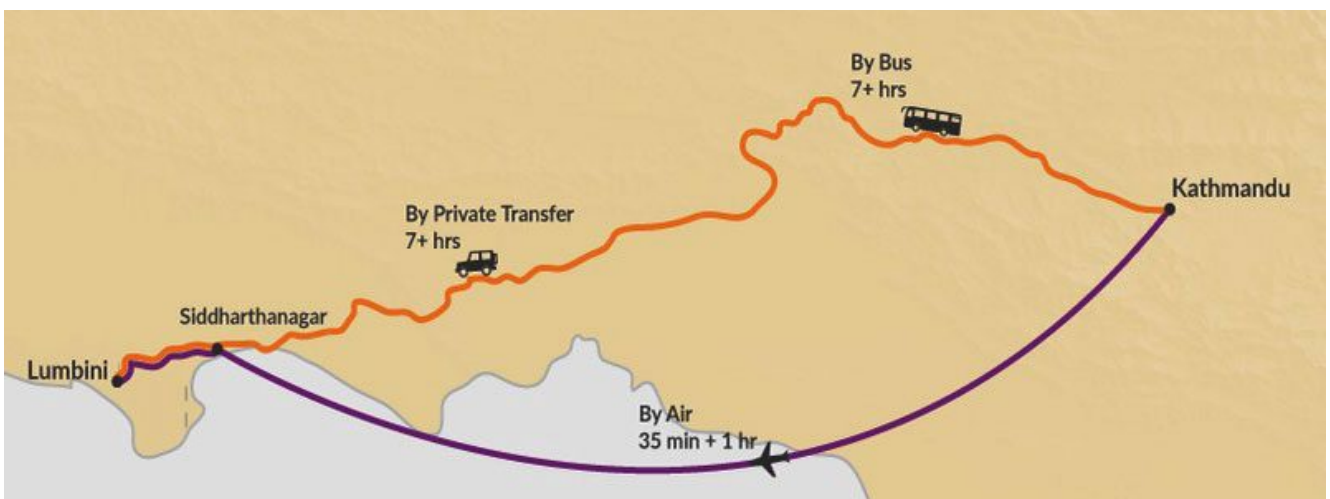 By Bus
7+ hrs
Kathmandu
By Private Transfer
7+ hrs
Siddharthanagar
Lumbini
By Air
35 min + 1 hr